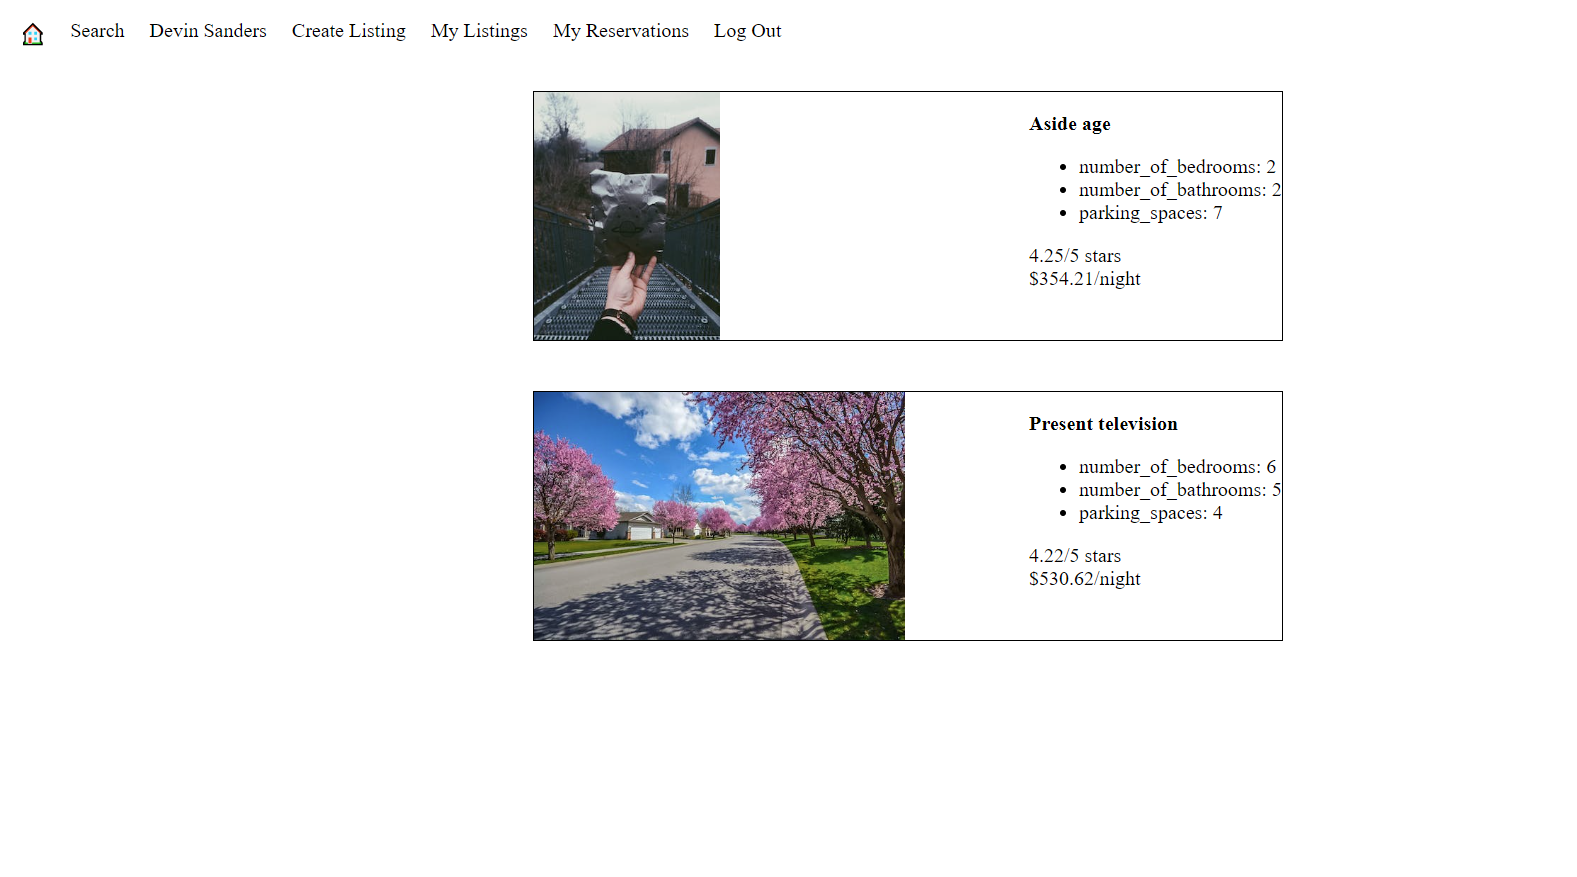 Search Devin Sanders Create Listing My Listings My Reservations Log Out
Aside age
number_of_bedrooms: 2
number_of_bathrooms: 2
parking_spaces: 7
4.25/5 stars
$354.21/night
Present television
number_of_bedrooms: 6
number_of_bathrooms: 5
parking_spaces: 4
4.22/5 stars
$530.62/night